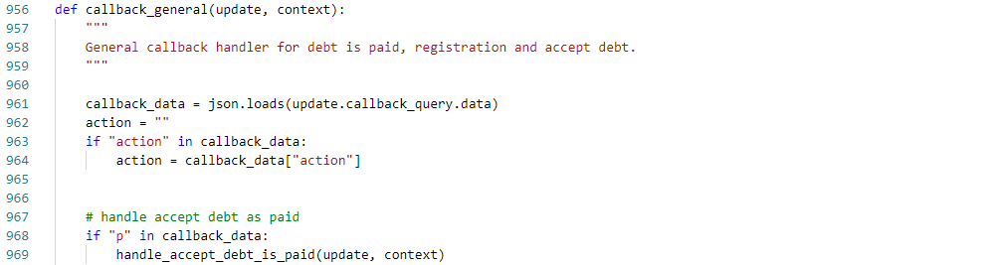 956 def callback_general(update, context):
957     """
958     General callback handler for debt is paid, registration and accept debt.
959     """
960
961     callback_data = json.loads(update.callback_query.data)
962     action = ""
963     if "action" in callback_data:
964         action = callback_data["action"]
965
966
967     # handle accept debt as paid
968     if "p" in callback_data:
969         handle_accept_debt_is_paid(update, context)